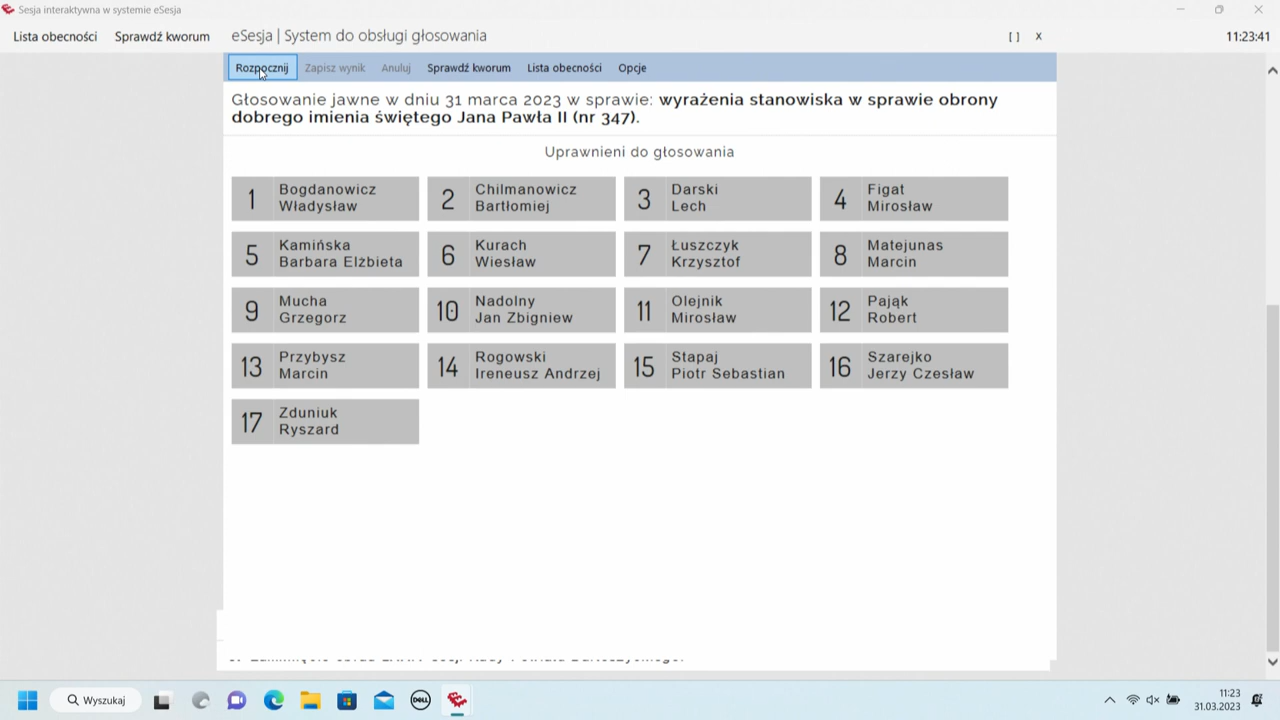 Sesja interaktywna w systemie eSesja
Lista obecności Sprawdź kworum eSesja | System do obsługi głosowania [ ] x 11:23:41
Rozpocznij Zapisz wynik Anuluj Sprawdź kworum Lista obecności Opcje
Głosowanie jawne w dniu 31 marca 2023 w sprawie: wyrażenia stanowiska w sprawie obrony
dobrego imienia świętego Jana Pawła II (nr 347).
Uprawnieni do głosowania
1 Bogdanowicz Władysław
2 Chilmanowicz Bartłomiej
3 Darski Lech
4 Figat Mirosław
5 Kamińska Barbara Elżbieta
6 Kurach Wiesław
7 Łuszczyk Krzysztof
8 Matejunas Marcin
9 Mucha Grzegorz
10 Nadolny Jan Zbigniew
11 Olejnik Mirosław
12 Pająk Robert
13 Przybysz Marcin
14 Rogowski Ireneusz Andrzej
15 Stapaj Piotr Sebastian
16 Szarejko Jerzy Czesław
17 Zduniuk Ryszard
Wyszukaj
DELL
11:23
31.03.2023